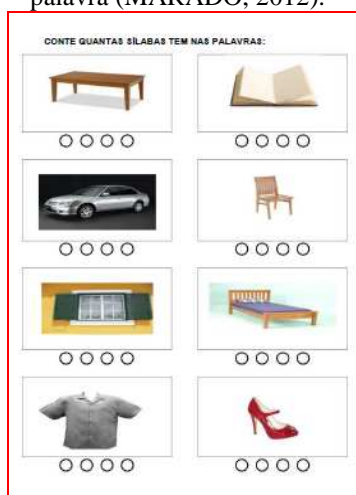 palavra (MARADO, 2012).
CONTE QUANTAS SÍLABAS TEM NAS PALAVRAS: